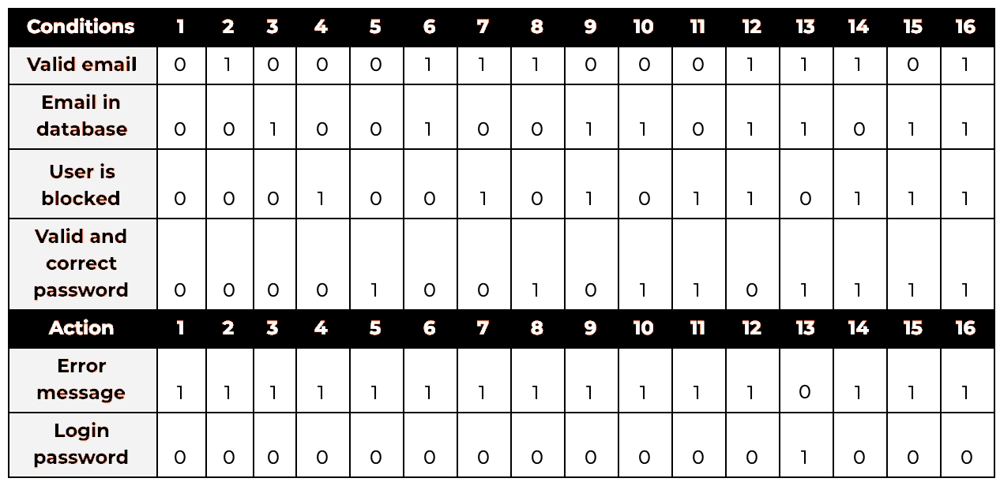 Conditions 1 2 3 4 5 6 7 8 9 10 11 12 13 14 15 16
Valid email 0 1 0 0 0 1 1 1 0 0 0 1 1 1 0 1
Email in
database 0 0 1 0 0 1 0 0 1 1 0 1 1 0 1 1
User is
blocked 0 0 0 1 0 0 1 0 1 0 1 1 0 1 1 1
Valid and
correct
password 0 0 0 0 1 0 0 1 0 1 1 0 1 1 1 1
Action 1 2 3 4 5 6 7 8 9 10 11 12 13 14 15 16
Error
message 1 1 1 1 1 1 1 1 1 1 1 1 0 1 1 1
Login
password 0 0 0 0 0 0 0 0 0 0 0 0 1 0 0 0